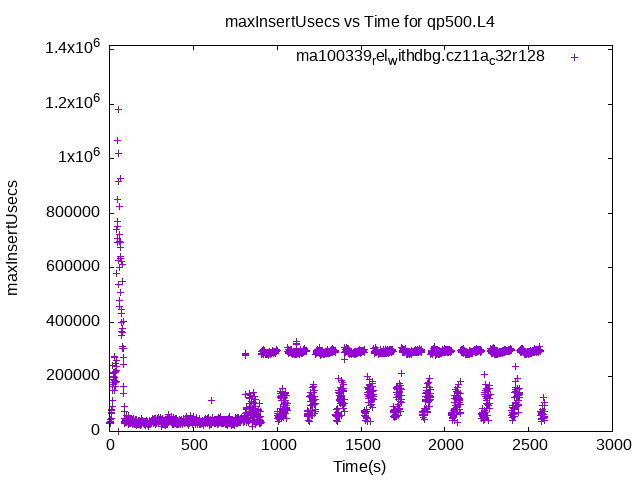 maxInsertUsecs vs Time for qp500.L4
ma100339relwithdbg.cz11ac32r128
1.4x10^6
1.2x10^6
1x10^6
800000
600000
400000
200000
0
maxInsertUsecs
0 500 1000 1500 2000 2500 3000
Time(s)